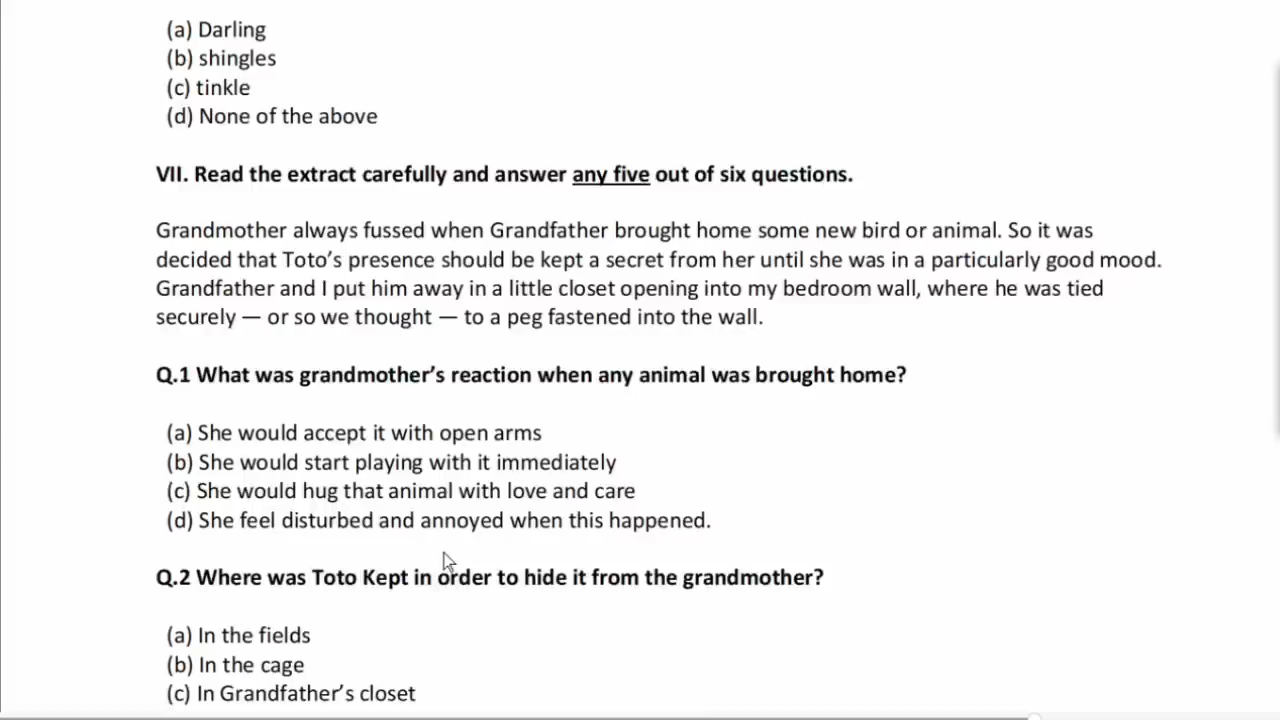 (a) Darling
(b) shingles
(c) tinkle
(d) None of the above
VII. Read the extract carefully and answer any five out of six questions.
Grandmother always fussed when Grandfather brought home some new bird or animal. So it was
decided that Toto’s presence should be kept a secret from her until she was in a particularly good mood.
Grandfather and I put him away in a little closet opening into my bedroom wall, where he was tied
securely — or so we thought — to a peg fastened into the wall.
Q.1 What was grandmother’s reaction when any animal was brought home?
(a) She would accept it with open arms
(b) She would start playing with it immediately
(c) She would hug that animal with love and care
(d) She feel disturbed and annoyed when this happened.
Q.2 Where was Toto Kept in order to hide it from the grandmother?
(a) In the fields
(b) In the cage
(c) In Grandfather’s closet